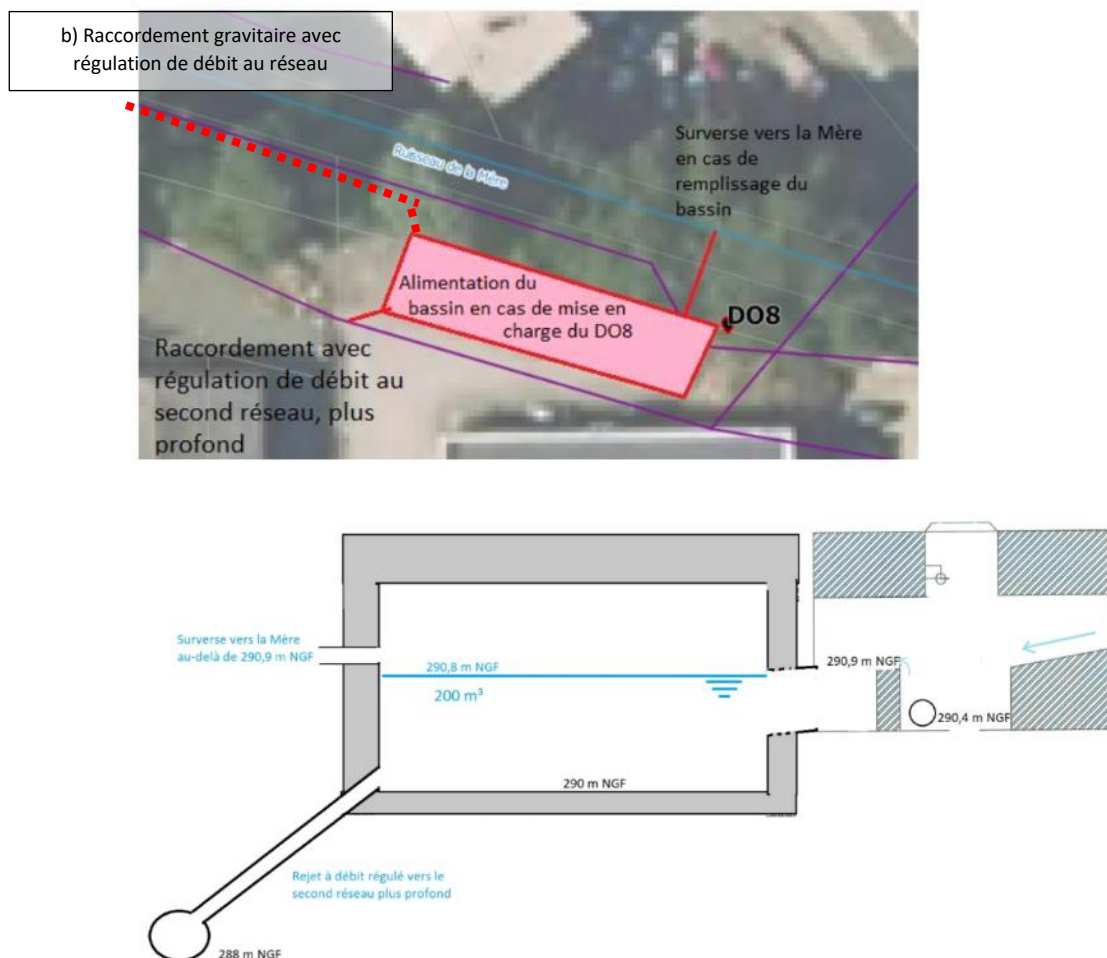 b) Raccordement gravitaire avec
régulation de débit au réseau
Ruisseau de la Mère
Surverse vers la Mère
en cas de
remplissage du
bassin
Alimentation du
bassin en cas de mise en
charge du DO8
DO8
Raccordement avec
régulation de débit au
second réseau, plus
profond
Surverse vers la Mère
au-delà de 290,9 m NGF
290,8 m NGF
200 m³
290,9 m NGF
290,4 m NGF
290 m NGF
Rejet à débit régulé vers le
second réseau plus profond
288 m NGF